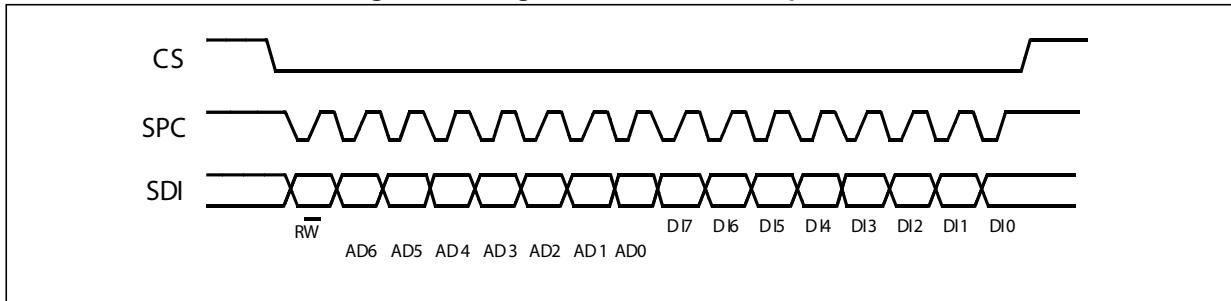 CS
SPC
SDI
RW DI7 DI6 DI5 DI4 DI3 DI2 DI1 DI0
AD6 AD5 AD4 AD3 AD2 AD1 AD0